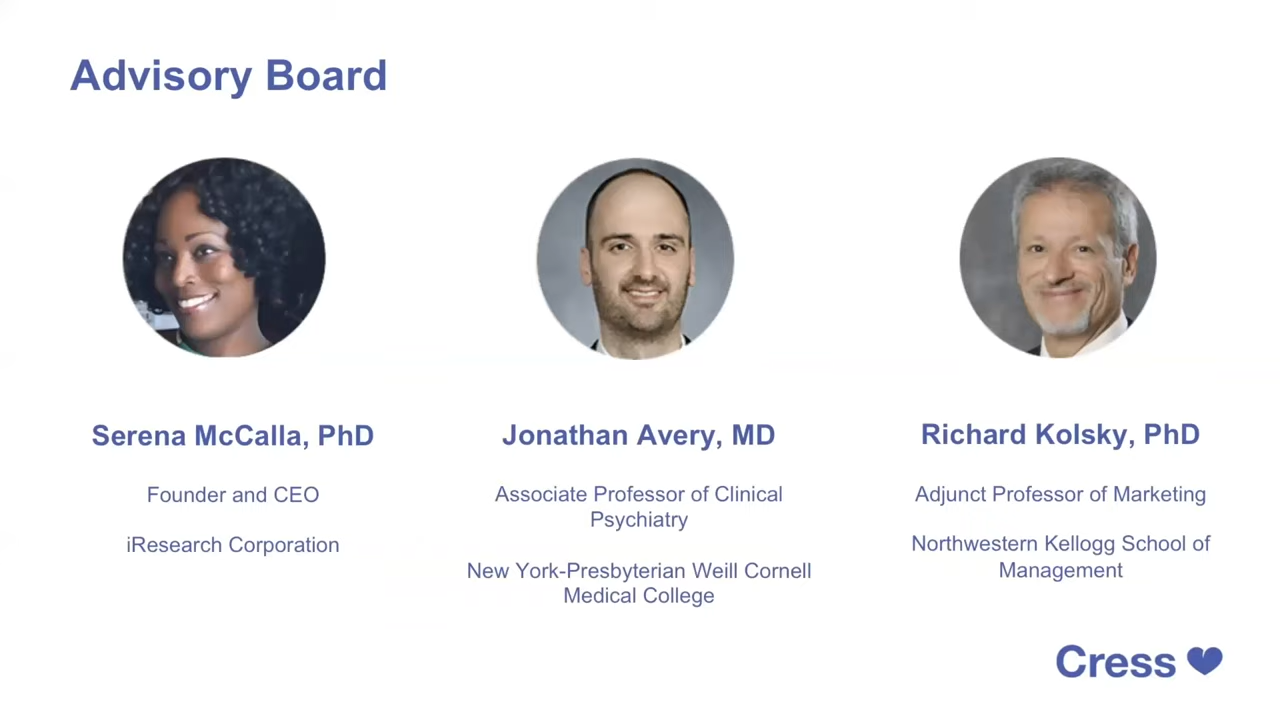 Advisory Board
Serena McCalla, PhD
Founder and CEO
iResearch Corporation
Jonathan Avery, MD
Associate Professor of Clinical
Psychiatry
New York-Presbyterian Weill Cornell
Medical College
Richard Kolsky, PhD
Adjunct Professor of Marketing
Northwestern Kellogg School of
Management
Cress